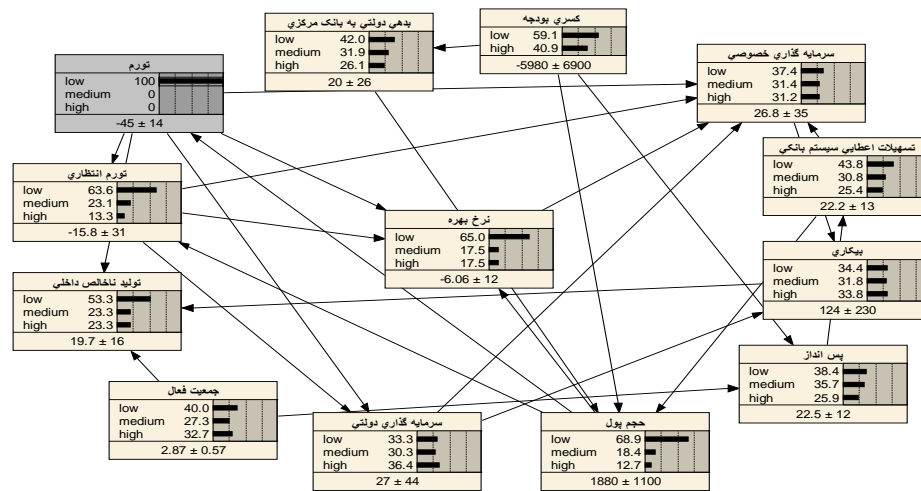 بدهي دولتي به بانک مرکزي
low 42.0
medium 31.9
high 26.1
20 ± 26
کسري بودجه
low 59.1
high 40.9
-5980 ± 6900
تورم
low 100
medium 0
high 0
-45 ± 14
سرمايه گذاري خصوصي
low 37.4
medium 31.4
high 31.2
26.8 ± 35
تسهيلات اعطايي سيستم بانکي
low 43.8
medium 30.8
high 25.4
22.2 ± 13
تورم انتظاري
low 63.6
medium 23.1
high 13.3
-15.8 ± 31
نرخ بهره
low 65.0
medium 17.5
high 17.5
-6.06 ± 12
بيکاري
low 34.4
medium 31.8
high 33.8
124 ± 230
توليد ناخالص داخلي
low 53.3
medium 23.3
high 23.3
19.7 ± 16
پس انداز
low 38.4
medium 35.7
high 25.9
22.5 ± 12
جمعيت فعال
low 40.0
medium 27.3
high 32.7
2.87 ± 0.57
سرمايه گذاري دولتي
low 33.3
medium 30.3
high 36.4
27 ± 44
حجم پول
low 68.9
medium 18.4
high 12.7
1880 ± 1100